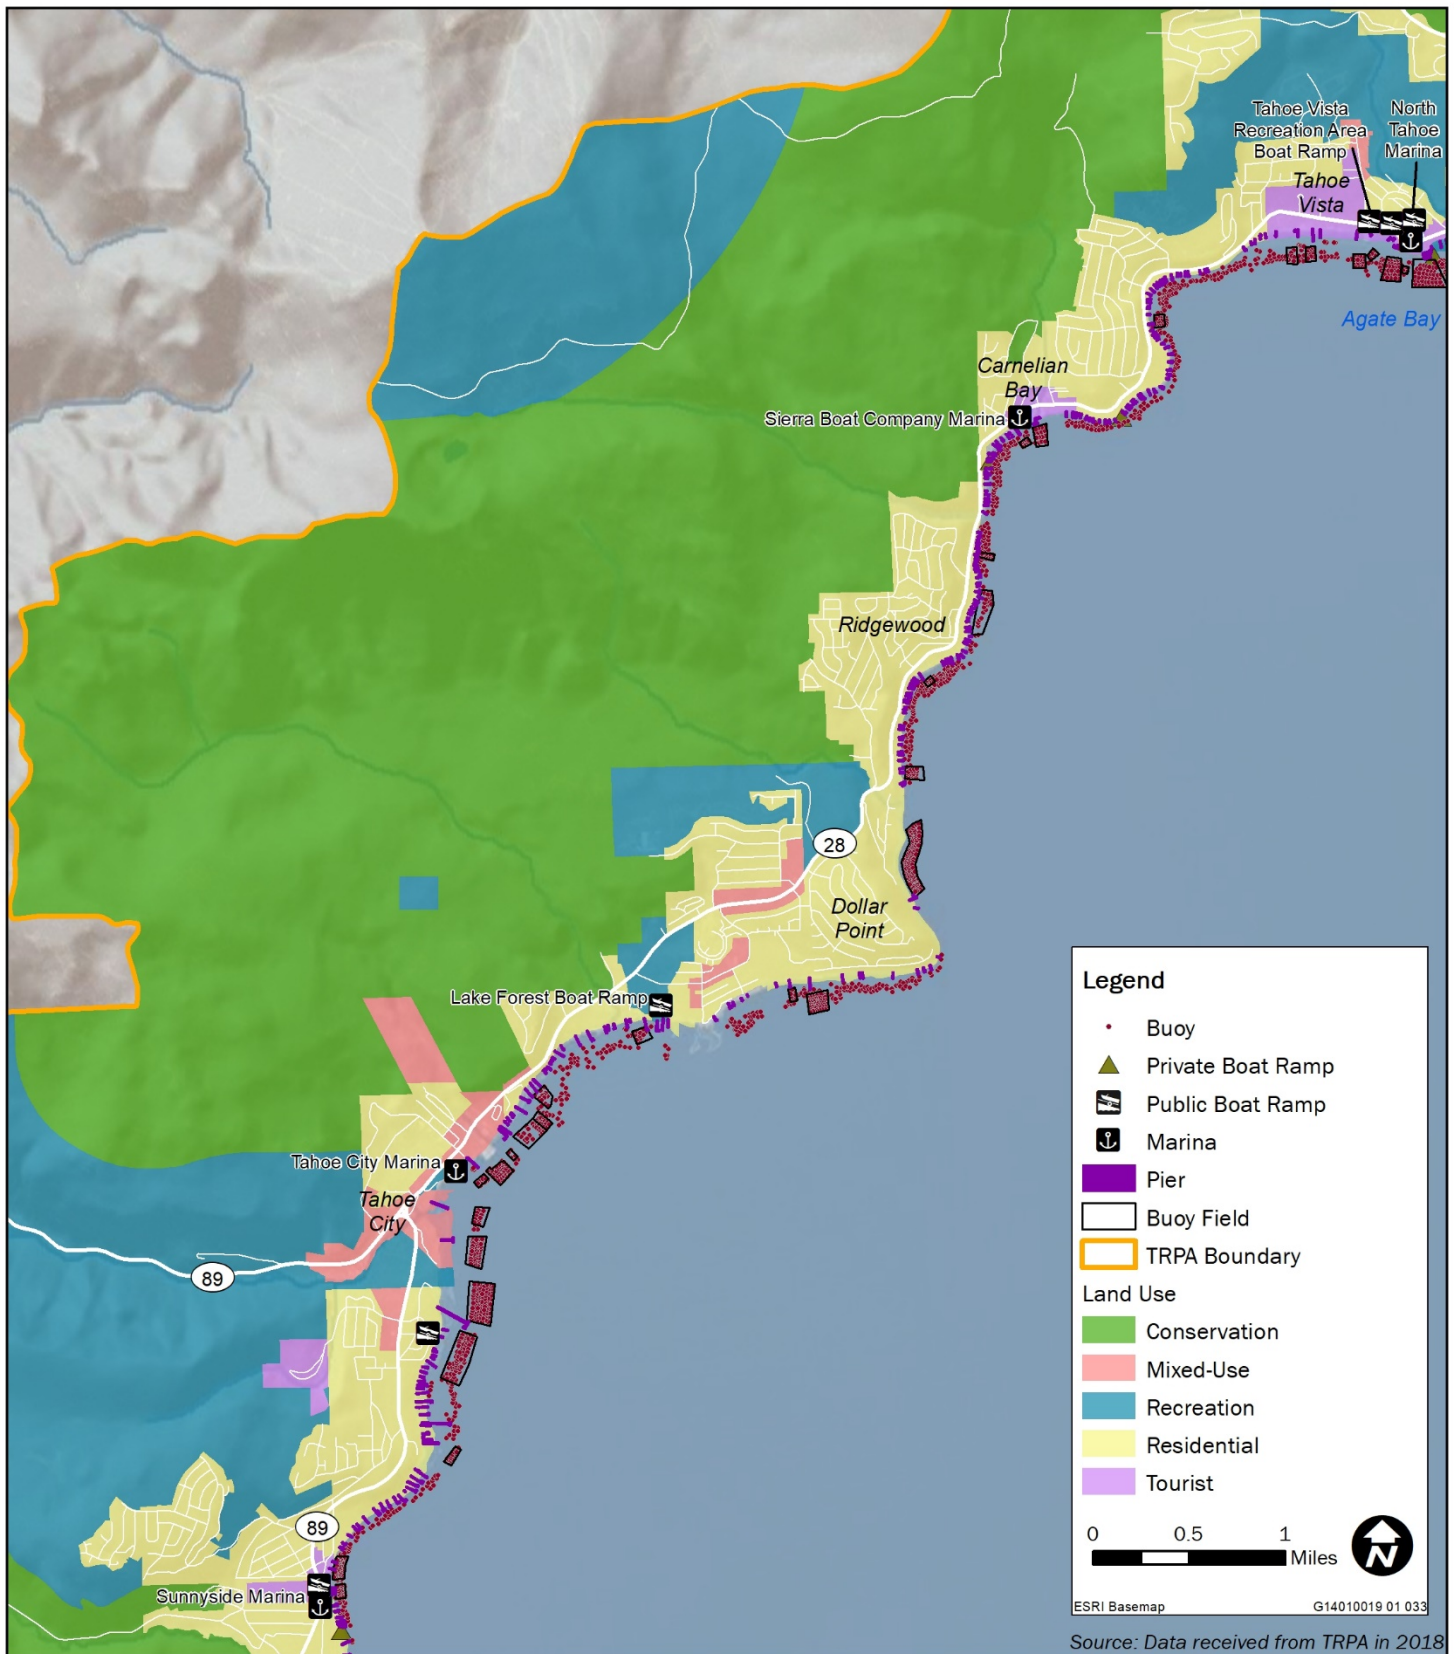 Tahoe Vista
Recreation Area
Boat Ramp
North
Tahoe
Marina
Tahoe
Vista
Agate Bay
Carnelian
Bay
Sierra Boat Company Marina
Ridgewood
28
Dollar
Point
Lake Forest Boat Ramp
Tahoe City Marina
Tahoe
City
89
89
Sunnyside Marina
Legend
Buoy
Private Boat Ramp
Public Boat Ramp
Marina
Pier
Buoy Field
TRPA Boundary
Land Use
Conservation
Mixed-Use
Recreation
Residential
Tourist
0 0.5 1
Miles
N
ESRI Basemap G14010019 01 033
Source: Data received from TRPA in 2018